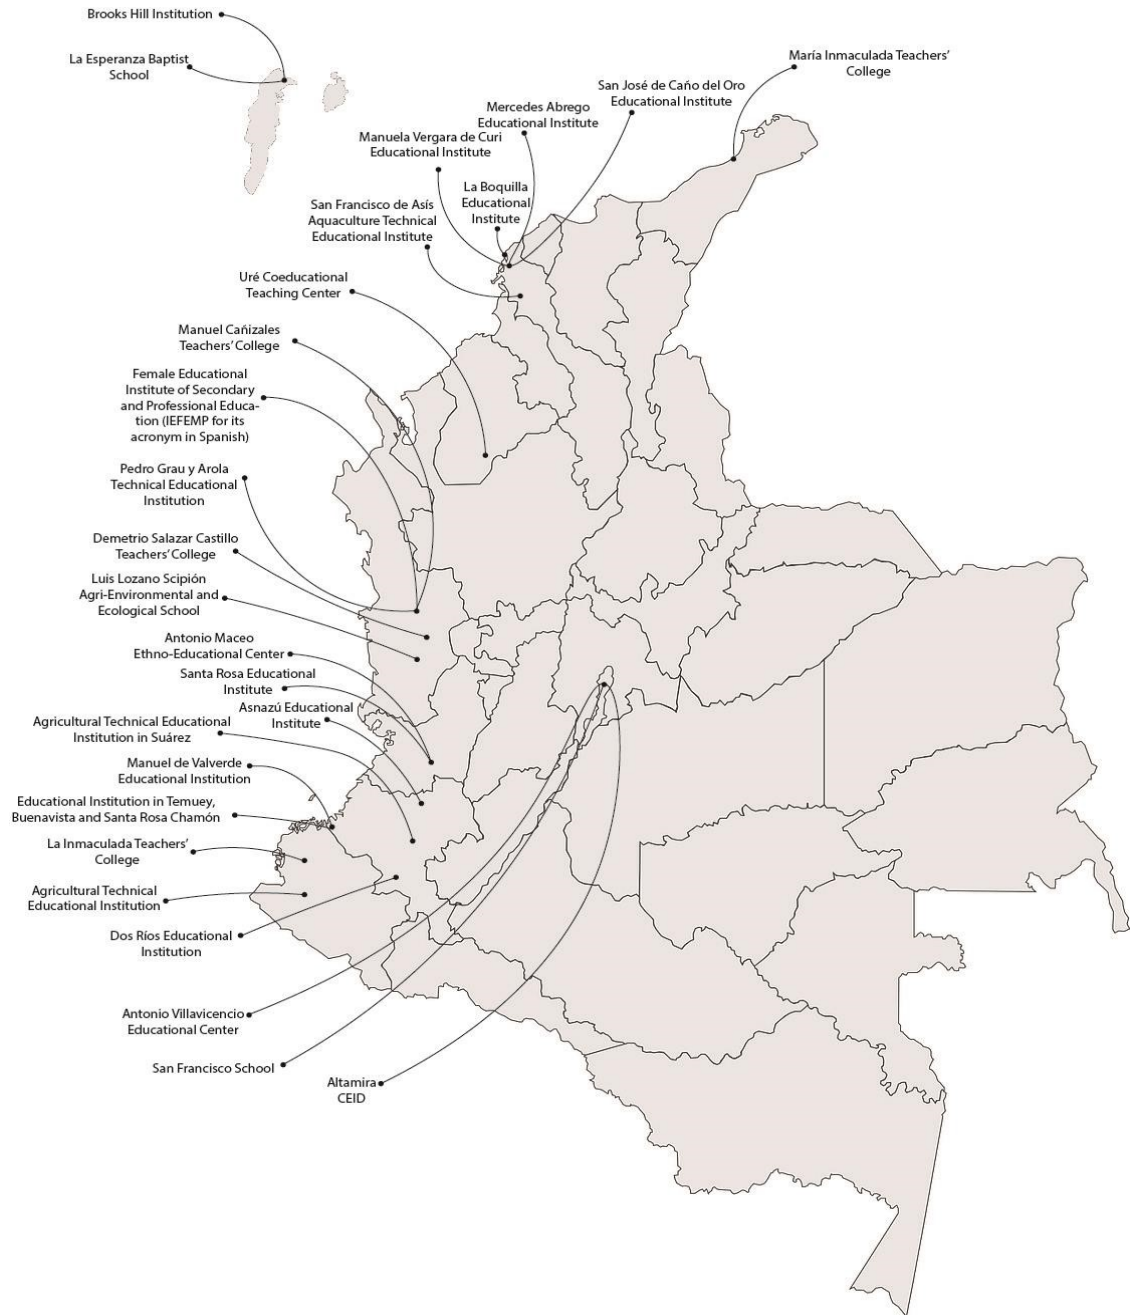 Brooks Hill Institution
La Esperanza Baptist
School
María Inmaculada Teachers'
College
San José de Caño del Oro
Educational Institute
Mercedes Abrego
Educational Institute
Manuela Vergara de Curi
Educational Institute
La Boquilla
Educational
Institute
San Francisco de Asís
Aquaculture Technical
Educational Institute
Uré Coeducational
Teaching Center
Manuel Cañizales
Teachers' College
Female Educational
Institute of Secondary
and Professional Educa-
tion (IEFEMP for its
acronym in Spanish)
Pedro Grau y Arola
Technical Educational
Institution
Demetrio Salazar Castillo
Teachers' College
Luis Lozano Scipión
Agri-Environmental and
Ecological School
Antonio Maceo
Ethno-Educational Center
Santa Rosa Educational
Institute
Asnazú Educational
Institute
Agricultural Technical Educational
Institution in Suárez
Manuel de Valverde
Educational Institution
Educational Institution in Temuey,
Buenavista and Santa Rosa Chamón
La Inmaculada Teachers'
College
Agricultural Technical
Educational Institution
Dos Ríos Educational
Institution
Antonio Villavicencio
Educational Center
San Francisco School
Altamira
CEID